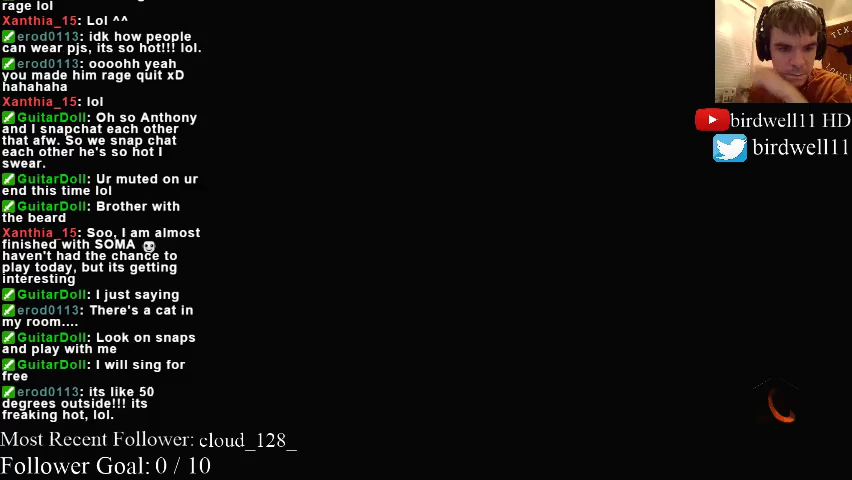 rage lol
Xanthia_15: Lol ^^
erod0113: idk how people
can wear pjs, its so hot!!! lol.
erod0113: oooohh yeah
you made him rage quit xD
hahahaha
Xanthia_15: lol
GuitarDoll: Oh so Anthony
and I snapchat each other
that afw. So we snap chat
each other he's so hot I
swear.
GuitarDoll: Ur muted on ur
end this time lol
GuitarDoll: Brother with
the beard
Xanthia_15: Soo, I am almost
finished with SOMA
haven't had the chance to
play today, but its getting
interesting
GuitarDoll: I just saying
erod0113: There's a cat in
my room....
GuitarDoll: Look on snaps
and play with me
GuitarDoll: I will sing for
free
erod0113: its like 50
degrees outside!!! its
freaking hot, lol.
Most Recent Follower: cloud_128_
Follower Goal: 0 / 10
birdwell11 HD
birdwell11